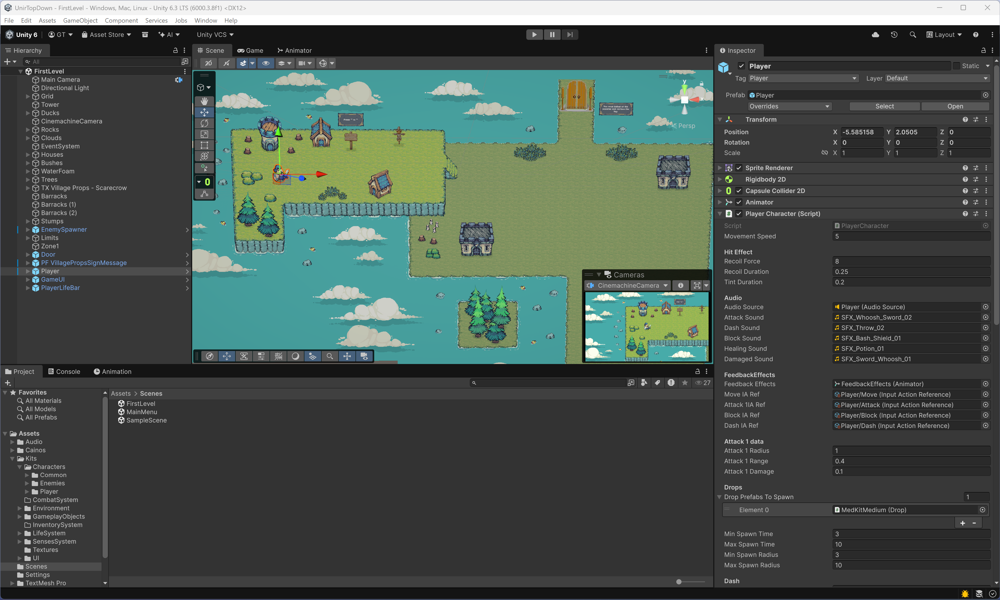 UnirTopDown - FirstLevel - Windows, Mac, Linux - Unity 6.3 LTS (6000.3.8f1) <DX12>
File Edit Assets GameObject Component Services Jobs Window Help
Unity 6 GT Asset Store AI Unity VCS Layout
Hierarchy
All
FirstLevel
Main Camera
Directional Light
Grid
Tower
Ducks
CinemachineCamera
Rocks
Clouds
EventSystem
Houses
Bushes
WaterFoam
Trees
TX Village Props - Scarecrow
Barracks
Barracks (1)
Barracks (2)
Stumps
EnemySpawner
Limits
Zone1
Door
PF VillagePropsSignMessage
Player
GameUI
PlayerLifeBar
Scene Game Animator
2D
Press "" to ""
You must defeat all the
enemies and retrieve the
key
y
x
Persp
Cameras
CinemachineCamera
Inspector
Player Static
Tag Player Layer Default
Prefab Player
Overrides Select Open
Transform
Position X -5.585158 Y 2.0505 Z 0
Rotation X 0 Y 0 Z 0
Scale X 1 Y 1 Z 1
Sprite Renderer
Rigidbody 2D
Capsule Collider 2D
Animator
Player Character (Script)
Script PlayerCharacter
Movement Speed 5
Hit Effect
Recoil Force 8
Recoil Duration 0.25
Tint Duration 0.2
Audio
Audio Source Player (Audio Source)
Attack Sound SFX_Whoosh_Sword_02
Dash Sound SFX_Throw_02
Block Sound SFX_Bash_Shield_01
Healing Sound SFX_Potion_01
Damaged Sound SFX_Sword_Whoosh_01
FeedbackEffects
Feedback Effects FeedbackEffects (Animator)
Move IA Ref Player/Move (Input Action Reference)
Attack 1IA Ref Player/Attack (Input Action Reference)
Block IA Ref Player/Block (Input Action Reference)
Dash IA Ref Player/Dash (Input Action Reference)
Attack 1 data
Attack 1 Radius 1
Attack 1 Range 0.4
Attack 1 Damage 0.1
Drops
Drop Prefabs To Spawn 1
Element 0 MedKitMedium (Drop)
Min Spawn Time 3
Max Spawn Time 10
Min Spawn Radius 3
Max Spawn Radius 10
Dash
Project Console Animation
27
Favorites
All Materials
All Models
All Prefabs
Assets
Audio
Cainos
Kits
Characters
Common
Enemies
Player
CombatSystem
Environment
GameplayObjects
InventorySystem
LifeSystem
SensesSystem
Textures
UI
Scenes
Settings
TextMesh Pro
Assets > Scenes
FirstLevel
MainMenu
SampleScene